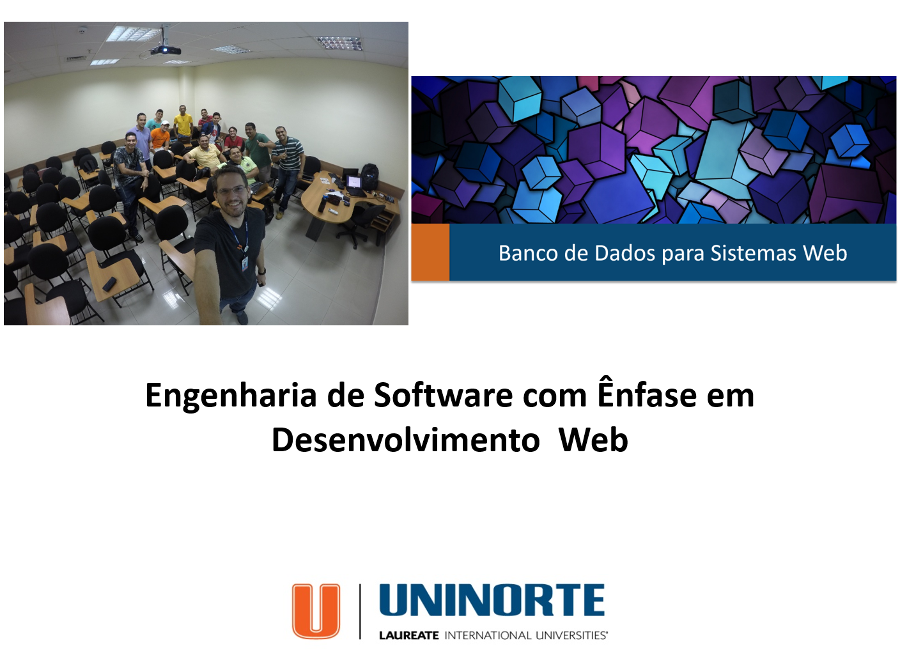 Banco de Dados para Sistemas Web
Engenharia de Software com Ênfase em
Desenvolvimento Web
U
UNINORTE
LAUREATE INTERNATIONAL UNIVERSITIES®